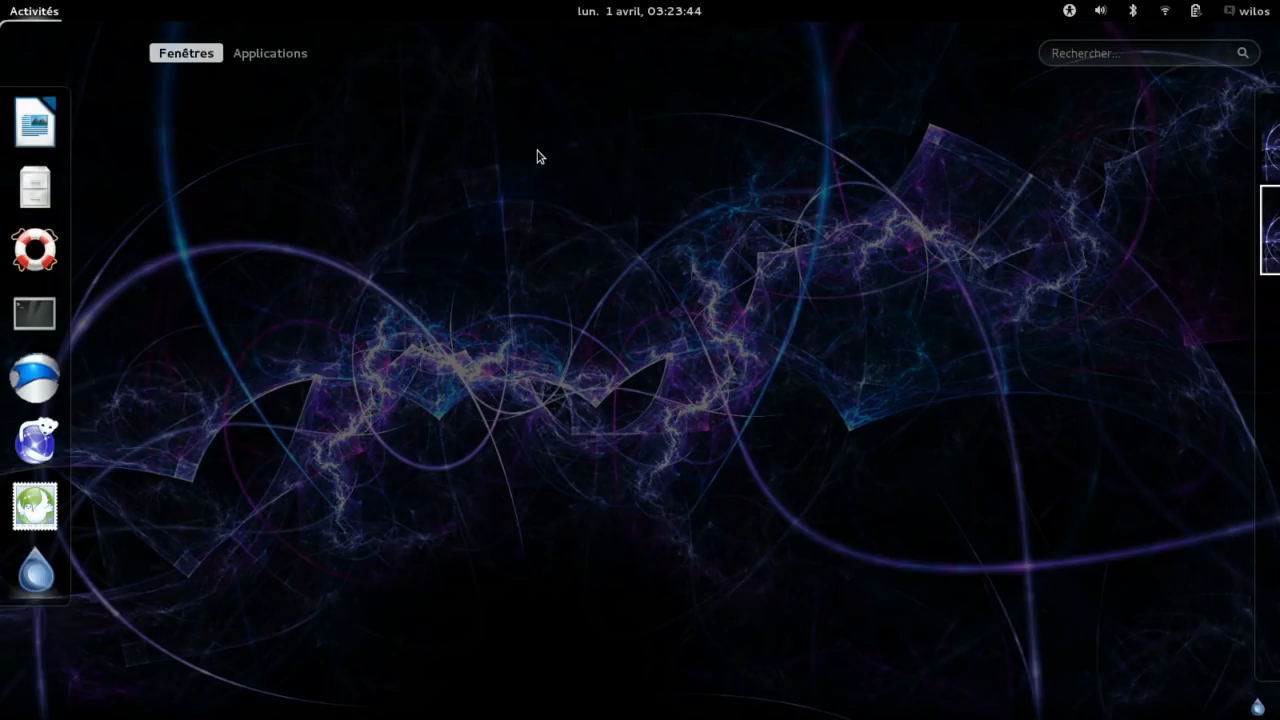 Activités lun. 1 avril, 03:23:44 wilos
Fenêtres Applications Rechercher...